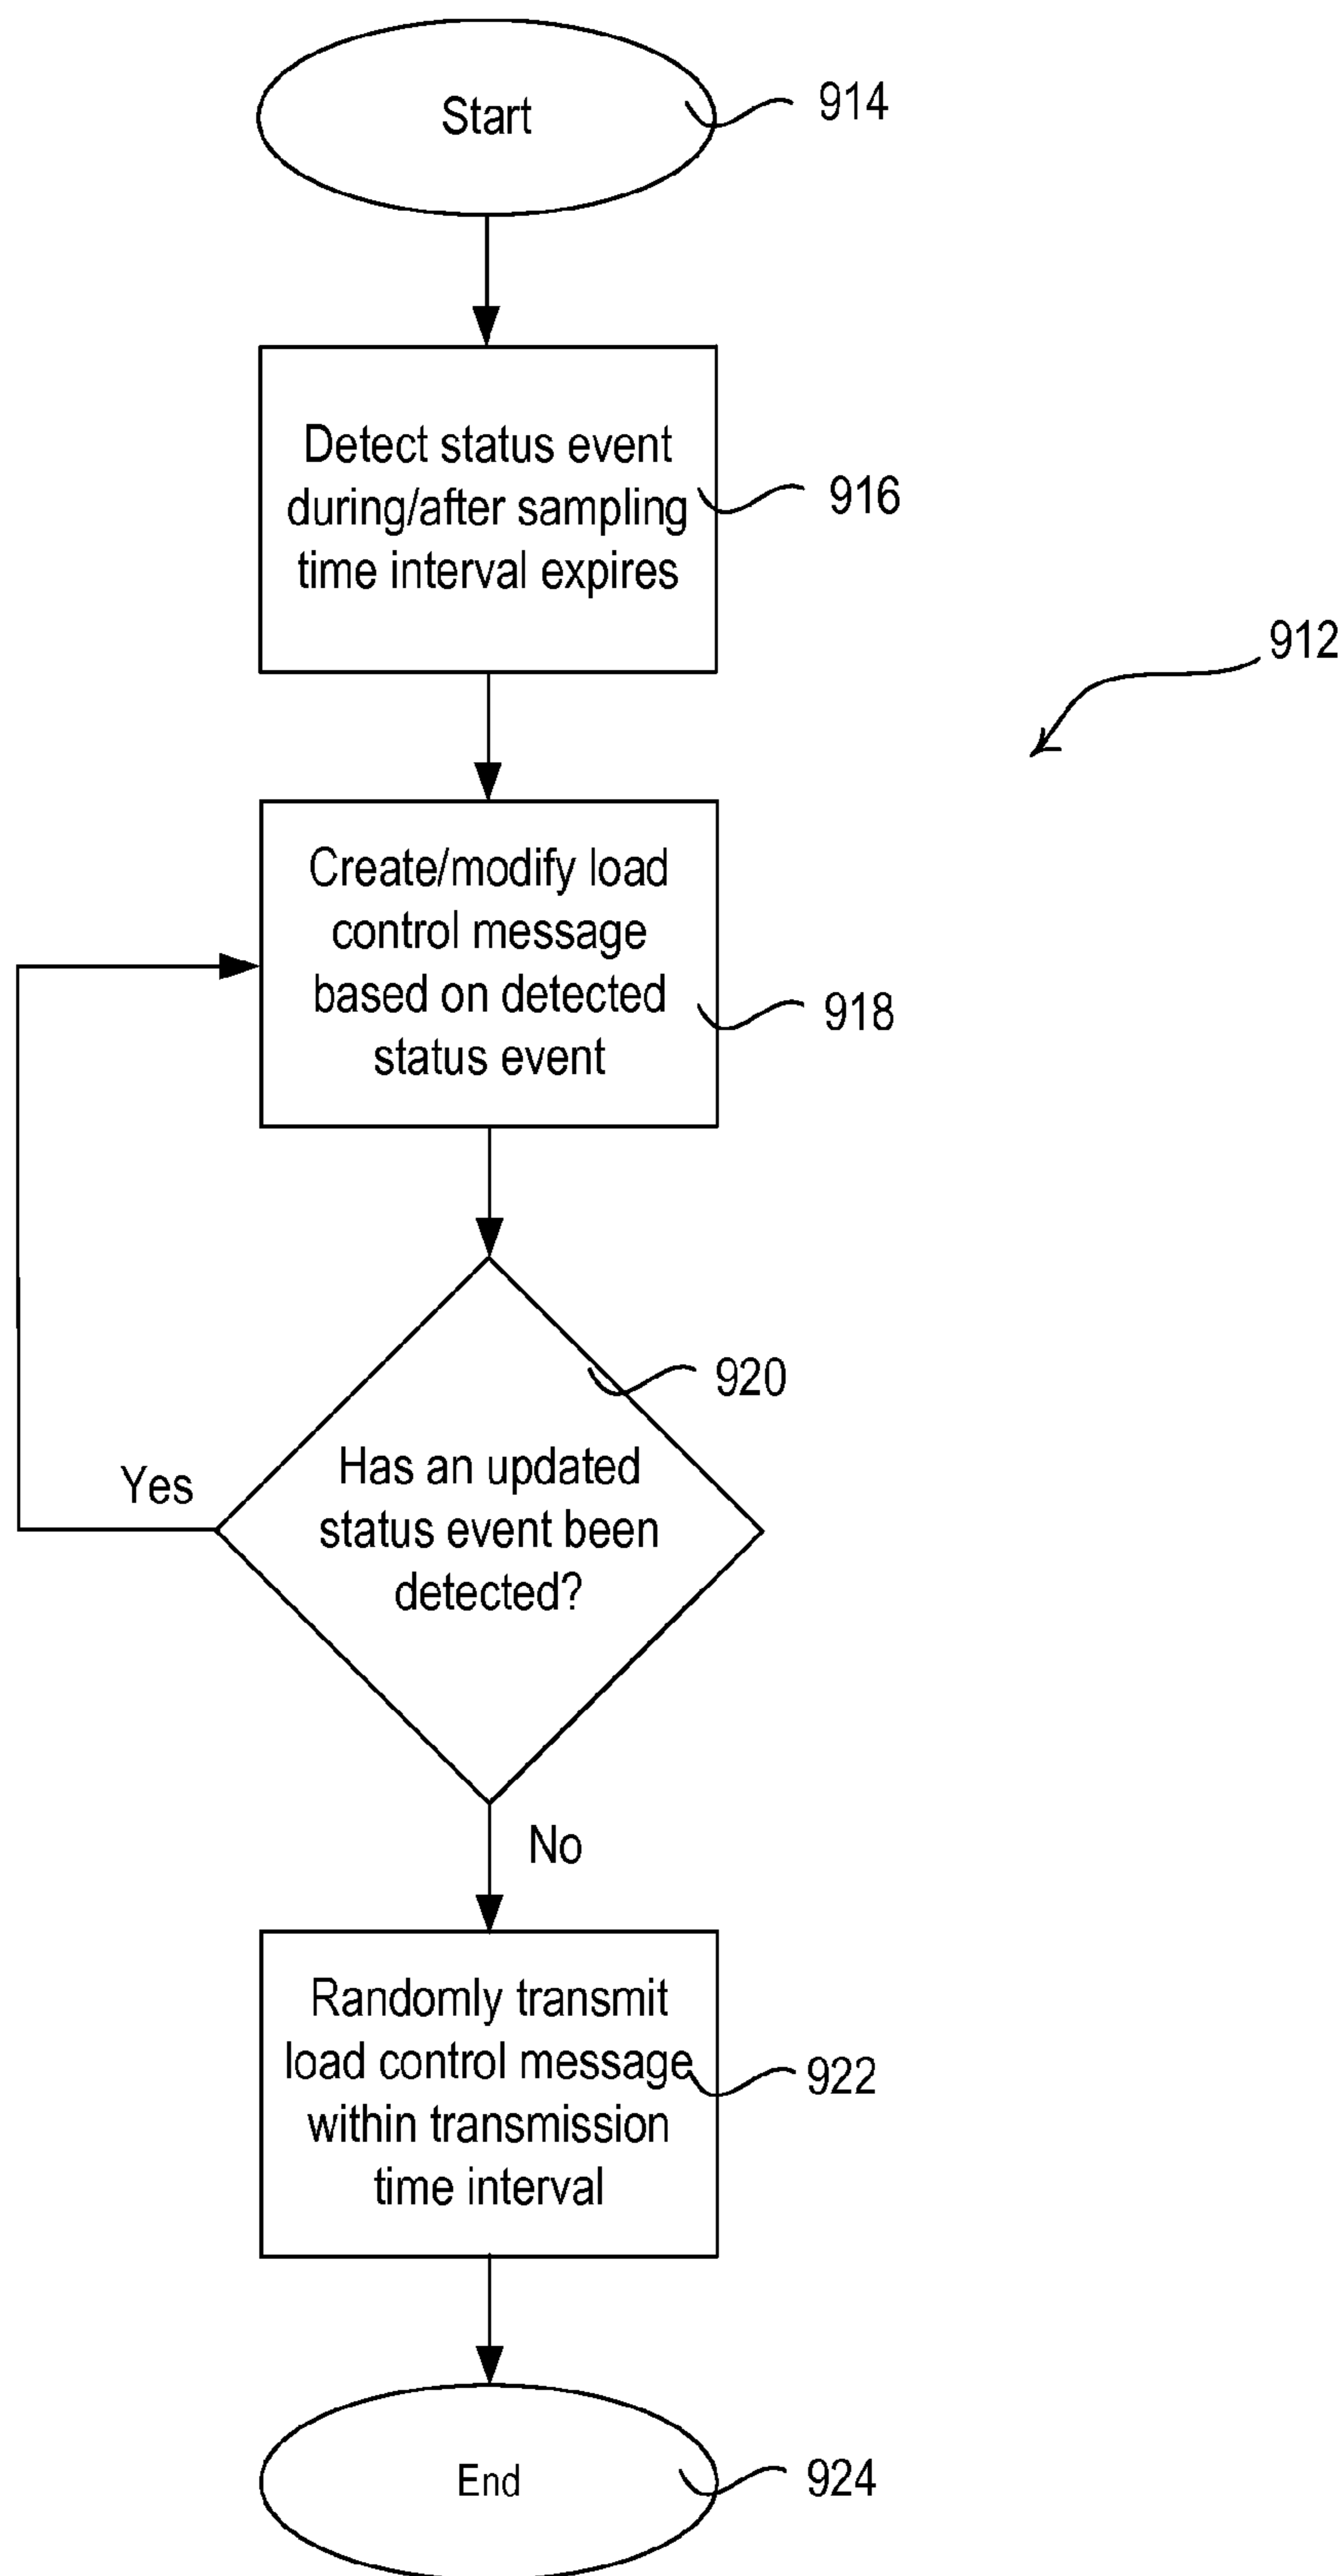 Start
914
Detect status event
during/after sampling
time interval expires
916
912
Create/modify load
control message
based on detected
status event
918
920
Has an updated
status event been
detected?
Yes
No
Randomly transmit
load control message
within transmission
time interval
922
End
924